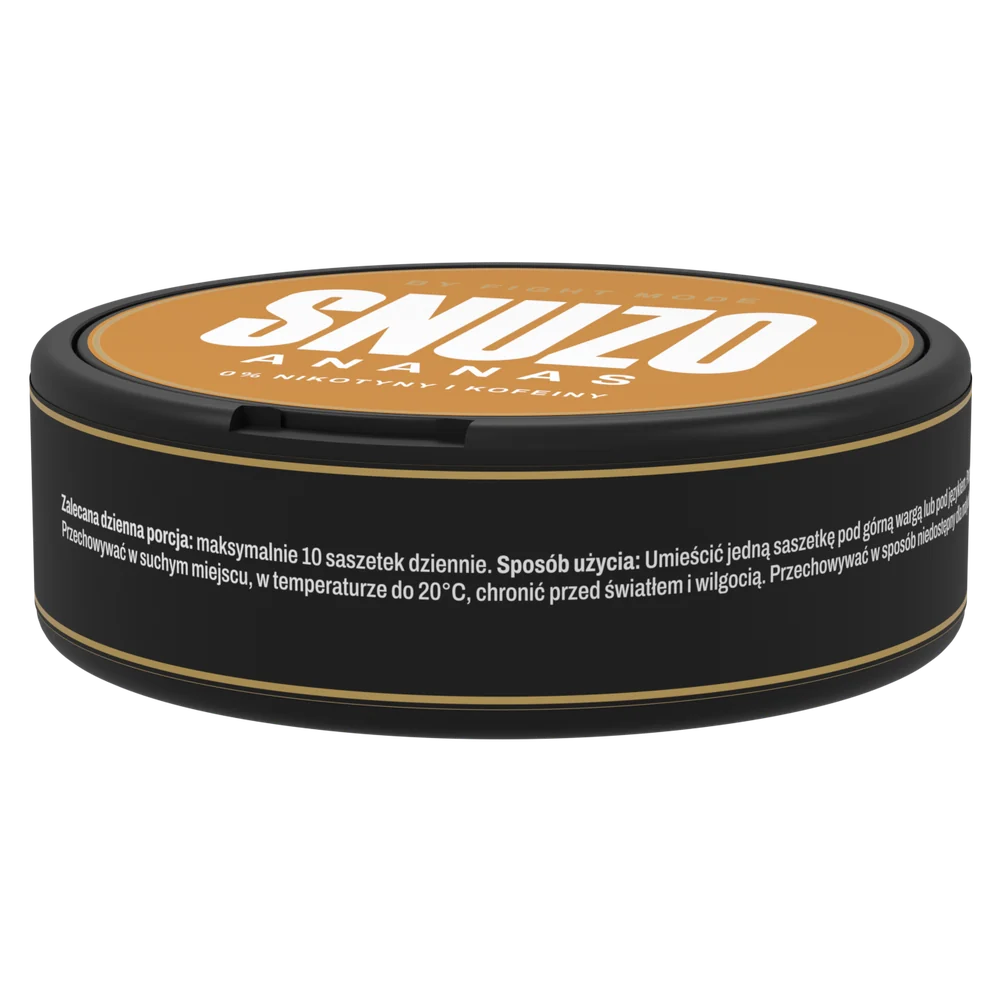 BY FIGHT MODE
SNUZO
ANANAS
0% NIKOTYNY I KOFEINY
Zalecana dzienna porcja: maksymalnie 10 saszetek dziennie. Sposób użycia: Umieścić jedną saszetkę pod górną wargą lub pod językiem
Przechowywać w suchym miejscu, w temperaturze do 20°C, chronić przed światłem i wilgocią. Przechowywać w sposób niedostępny dla